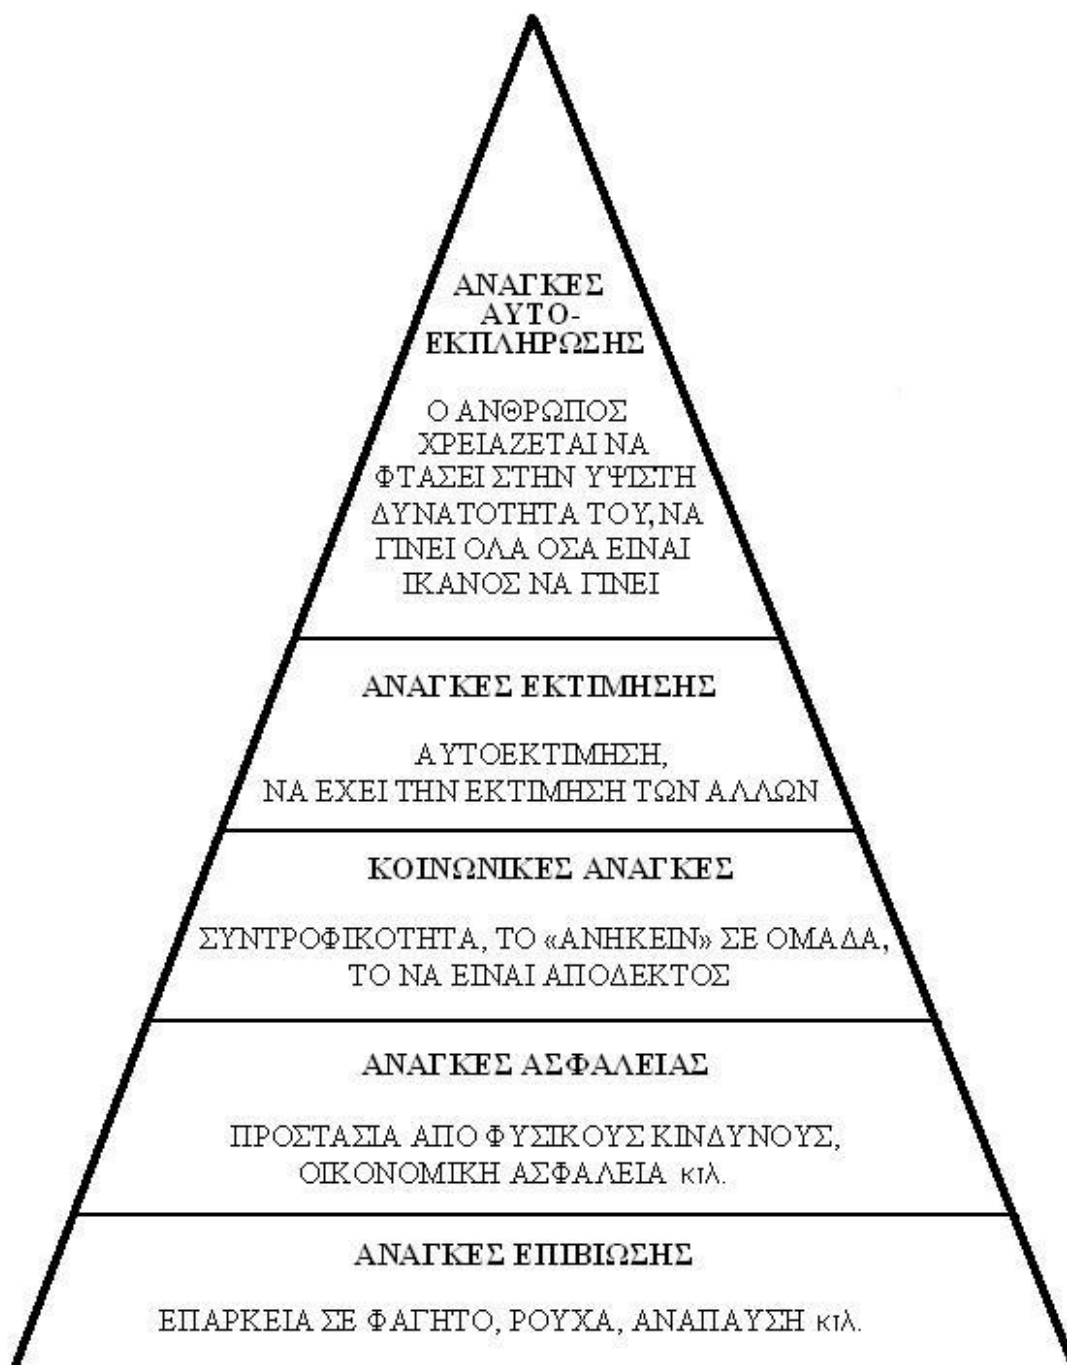 ΑΝΑΓΚΕΣ
ΑΥΤΟ-
ΕΚΠΛΗΡΩΣΗΣ
Ο ΑΝΘΡΩΠΟΣ
ΧΡΕΙΑΖΕΤΑΙ ΝΑ
ΦΤΑΣΕΙ ΣΤΗΝ ΥΨΙΣΤΗ
ΔΥΝΑΤΟΤΗΤΑ ΤΟΥ, ΝΑ
ΓΙΝΕΙ ΟΛΑ ΟΣΑ ΕΙΝΑΙ
ΙΚΑΝΟΣ ΝΑ ΓΙΝΕΙ
ΑΝΑΓΚΕΣ ΕΚΤΙΜΗΣΗΣ
ΑΥΤΟΕΚΤΙΜΗΣΗ,
ΝΑ ΕΧΕΙ ΤΗΝ ΕΚΤΙΜΗΣΗ ΤΩΝ ΑΛΛΩΝ
ΚΟΙΝΩΝΙΚΕΣ ΑΝΑΓΚΕΣ
ΣΥΝΤΡΟΦΙΚΟΤΗΤΑ, ΤΟ «ΑΝΗΚΕΙΝ» ΣΕ ΟΜΑΔΑ,
ΤΟ ΝΑ ΕΙΝΑΙ ΑΠΟΔΕΚΤΟΣ
ΑΝΑΓΚΕΣ ΑΣΦΑΛΕΙΑΣ
ΠΡΟΣΤΑΣΙΑ ΑΠΟ ΦΥΣΙΚΟΥΣ ΚΙΝΔΥΝΟΥΣ,
ΟΙΚΟΝΟΜΙΚΗ ΑΣΦΑΛΕΙΑ κτλ.
ΑΝΑΓΚΕΣ ΕΠΙΒΙΩΣΗΣ
ΕΠΑΡΚΕΙΑ ΣΕ ΦΑΓΗΤΟ, ΡΟΥΧΑ, ΑΝΑΠΑΥΣΗ κτλ.